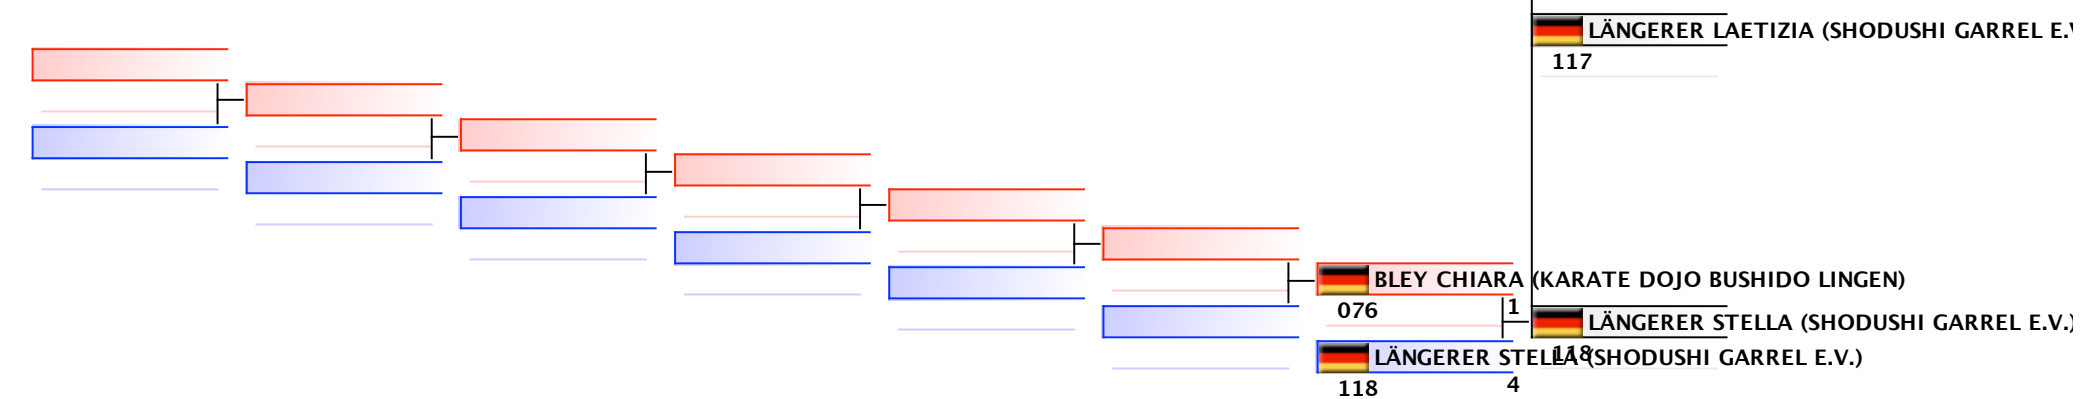 LÄNGERER LAETIZIA (SHODUSHI GARREL E.V
117
BLEY CHIARA (KARATE DOJO BUSHIDO LINGEN)
076
1
LÄNGERER STELLA (SHODUSHI GARREL E.V.)
118
LÄNGERER STELLA (SHODUSHI GARREL E.V.)
118
4